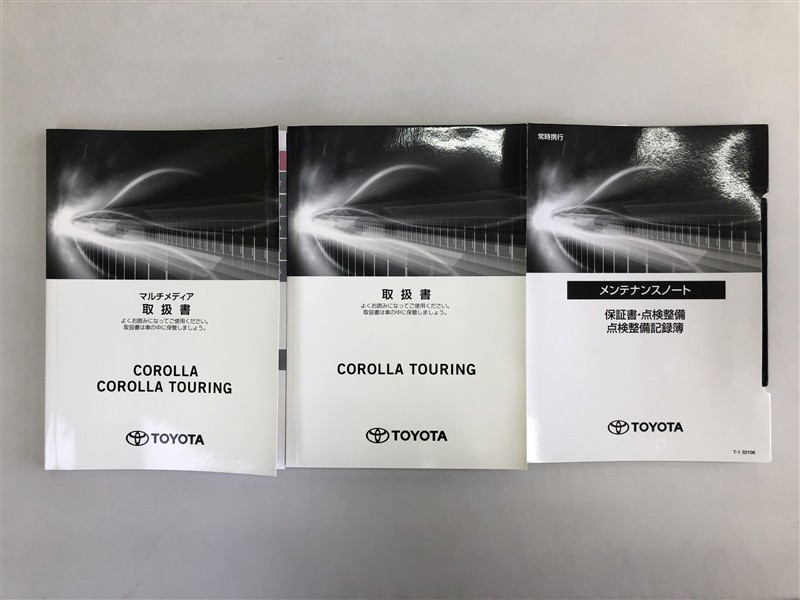 マルチメディア
取扱書
よくお読みになってご使用ください。
取扱書は車の中に保管しましょう。
COROLLA
COROLLA TOURING
TOYOTA
取扱書
よくお読みになってご使用ください。
取扱書は車の中に保管しましょう。
COROLLA TOURING
TOYOTA
常時携行
メンテナンスノート
保証書・点検整備
点検整備記録簿
TOYOTA
T-1 52106